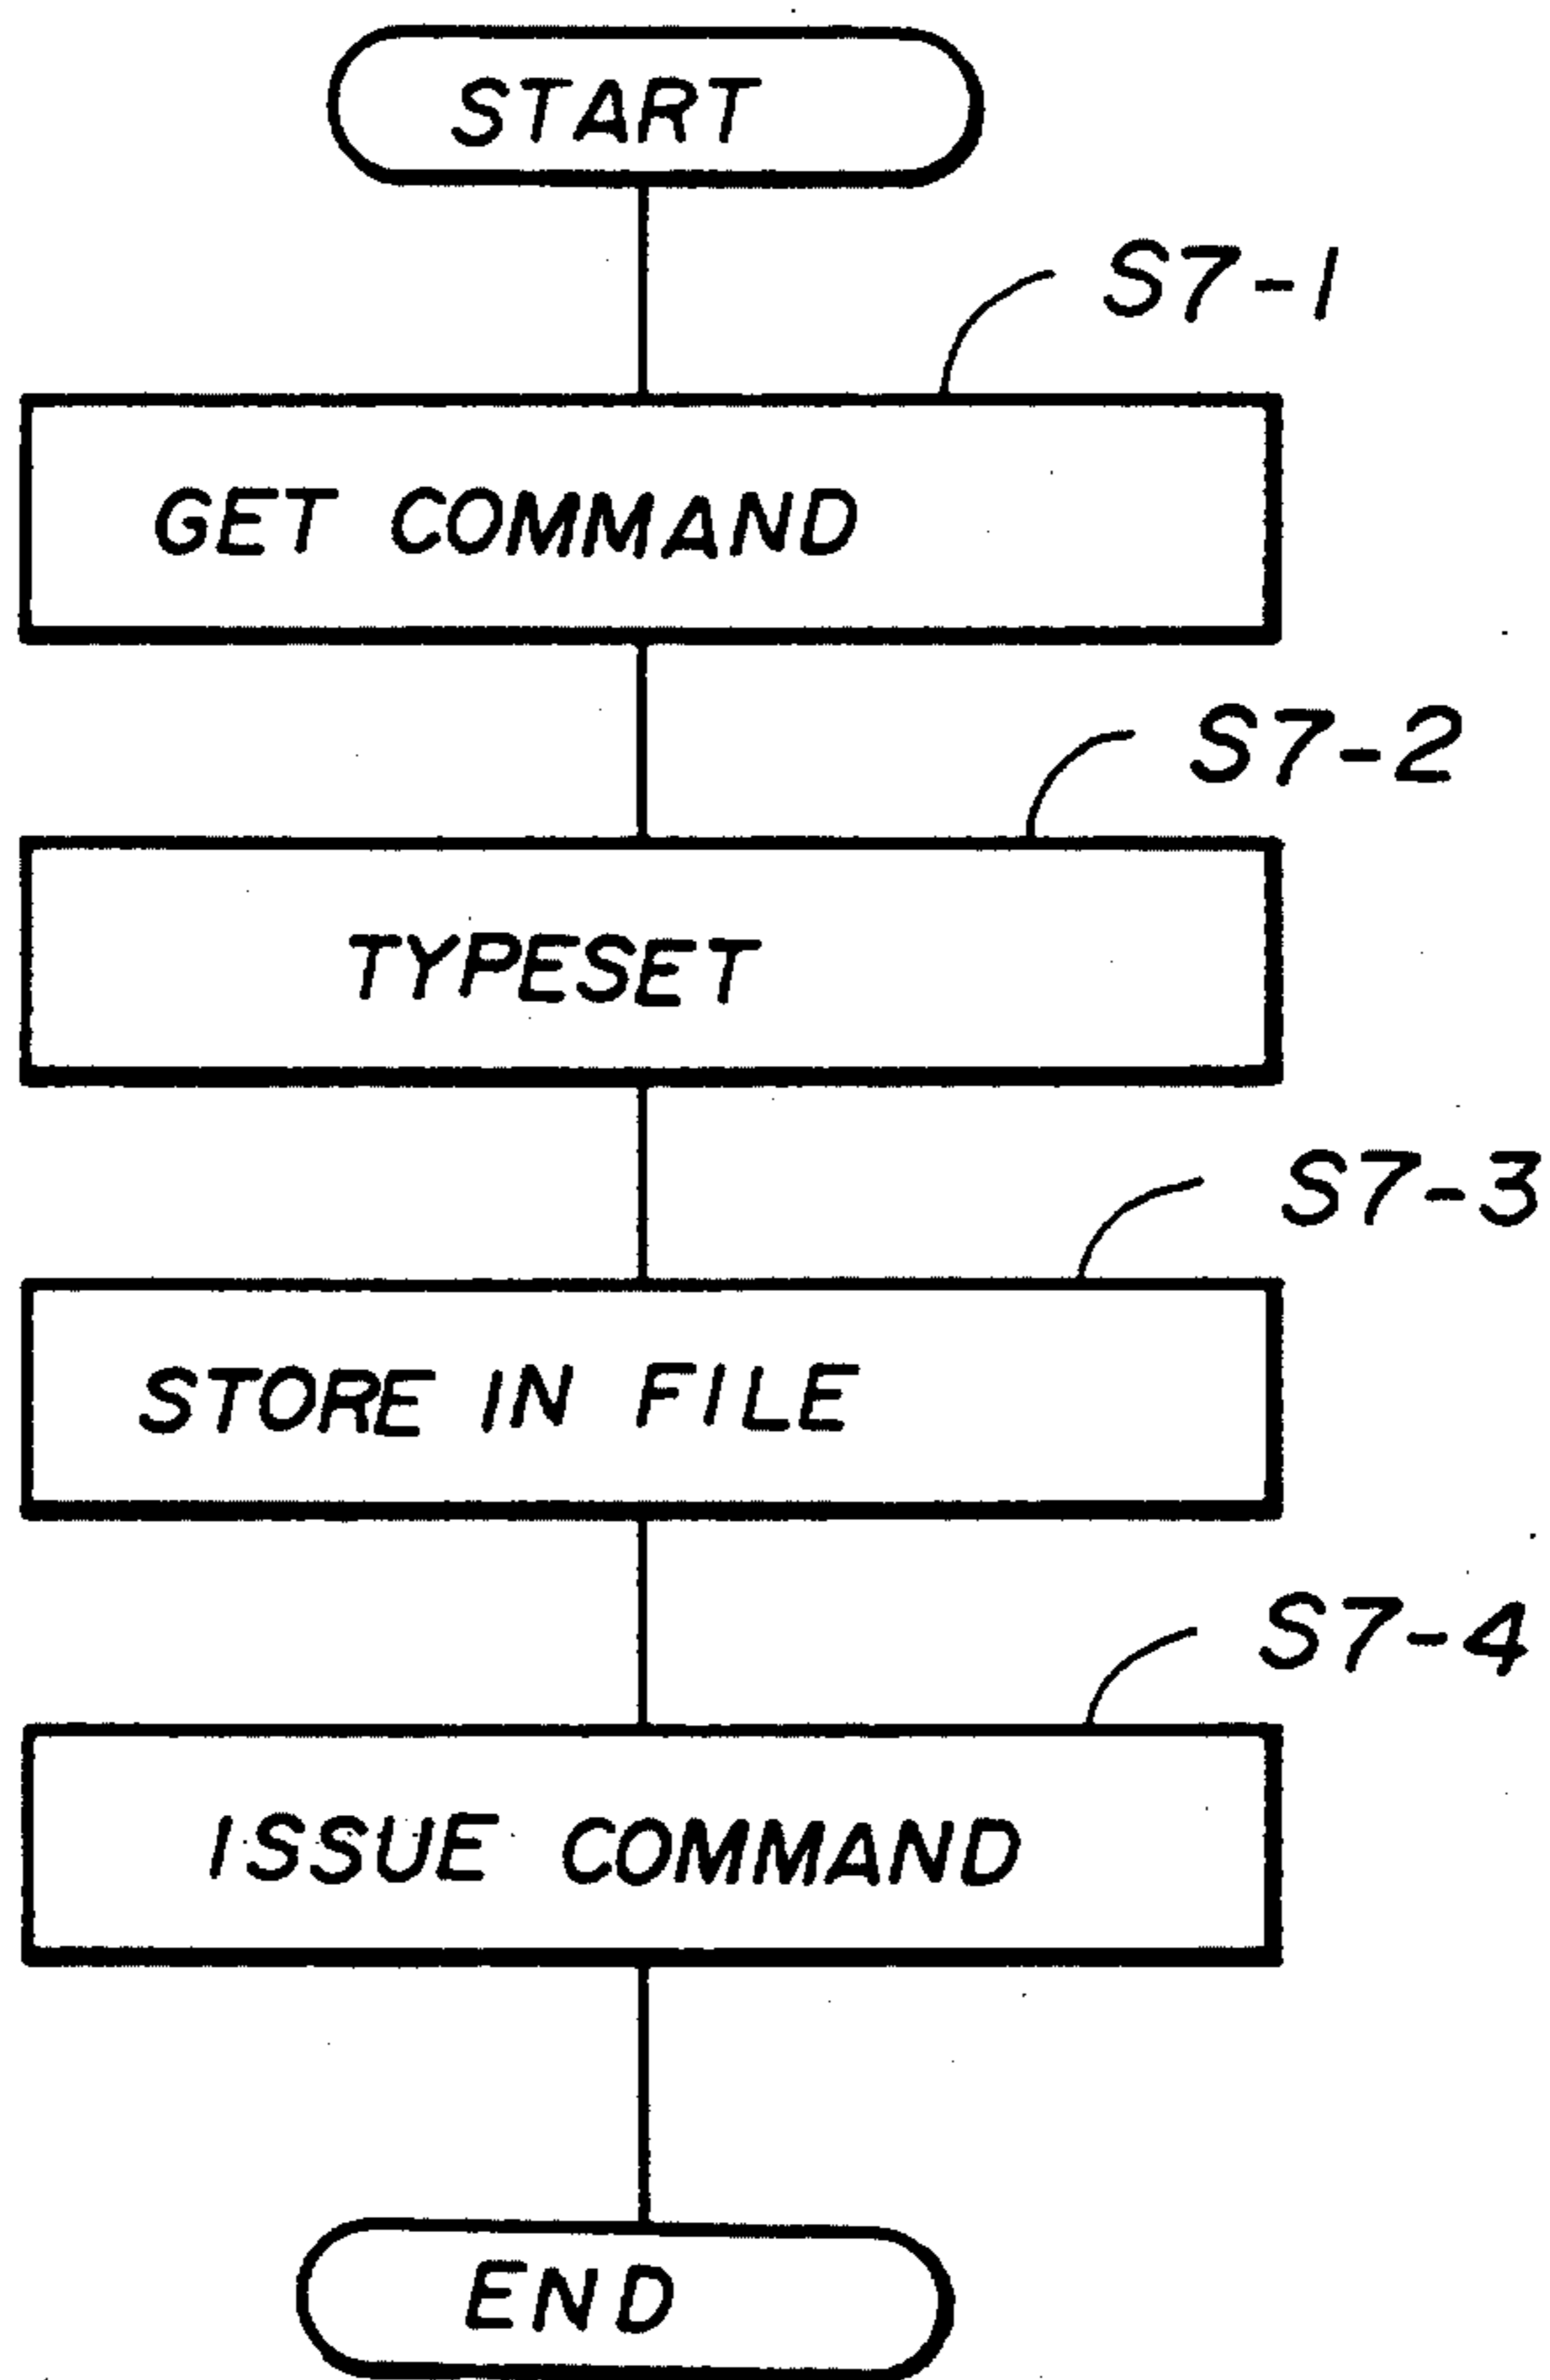 START
S7-1
GET COMMAND
S7-2
TYPESET
S7-3
STORE IN FILE
S7-4
ISSUE COMMAND
END